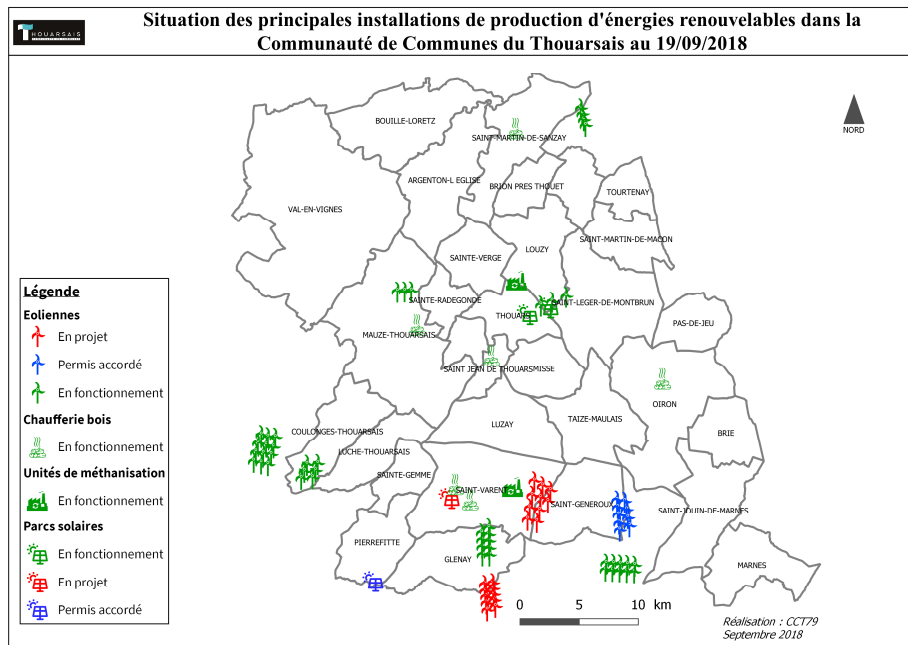 THOUARSAIS
Situation des principales installations de production d'énergies renouvelables dans la
Communauté de Communes du Thouarsais au 19/09/2018
NORD
BOUILLE-LORETZ
SAINT-MARTIN-DE-SANZAY
ARGENTON-L EGLISE
BRION PRES THOUET
TOURTENAY
VAL-EN-VIGNES
SAINT-MARTIN-DE-MACON
LOUZY
SAINTE-VERGE
SAINTE-RADEGONDE
SAINT-LEGER-DE-MONTBRUN
THOUARS
PAS-DE-JEU
MAUZE-THOUARSAIS
SAINT JEAN DE THOUARS
MISSE
OIRON
COULONGES-THOUARSAIS
LUZAY
TAIZE-MAULAIS
BRIE
LUCHE-THOUARSAIS
SAINTE-GEMME
SAINT-VARENT
SAINT-GENEROUX
SAINT-JOUIN-DE-MARNES
PIERREFITTE
GLENAY
MARNES
Légende
Eoliennes
En projet
Permis accordé
En fonctionnement
Chaufferie bois
En fonctionnement
Unités de méthanisation
En fonctionnement
Parcs solaires
En fonctionnement
En projet
Permis accordé
0 5 10 km
Réalisation : CCT79
Septembre 2018